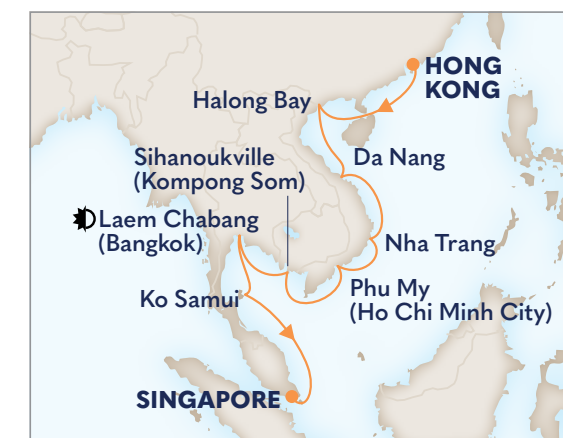 HONG
KONG
Halong Bay
Da Nang
Sihanoukville
(Kompong Som)
Laem Chabang
(Bangkok)
Nha Trang
Ko Samui
Phu My
(Ho Chi Minh City)
SINGAPORE